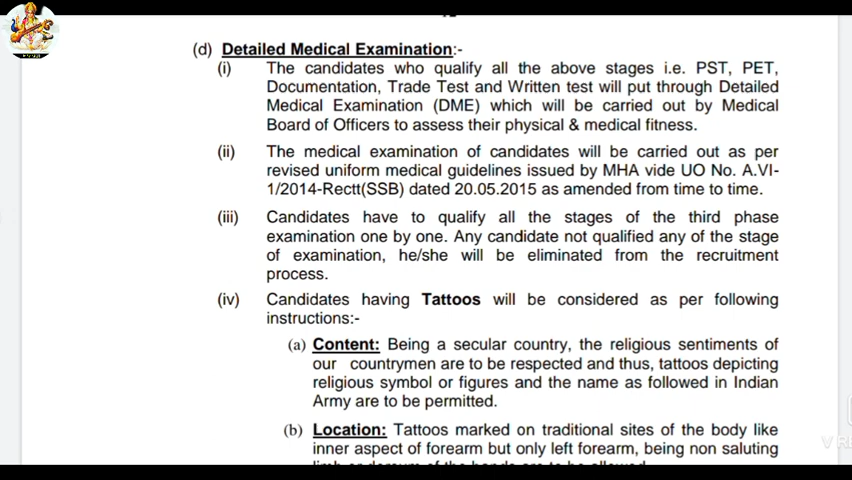 (d) Detailed Medical Examination:-
(i) The candidates who qualify all the above stages i.e. PST, PET,
Documentation, Trade Test and Written test will put through Detailed
Medical Examination (DME) which will be carried out by Medical
Board of Officers to assess their physical & medical fitness.
(ii) The medical examination of candidates will be carried out as per
revised uniform medical guidelines issued by MHA vide UO No. A.VI-
1/2014-Rectt(SSB) dated 20.05.2015 as amended from time to time.
(iii) Candidates have to qualify all the stages of the third phase
examination one by one. Any candidate not qualified any of the stage
of examination, he/she will be eliminated from the recruitment
process.
(iv) Candidates having Tattoos will be considered as per following
instructions:-
(a) Content: Being a secular country, the religious sentiments of
our countrymen are to be respected and thus, tattoos depicting
religious symbol or figures and the name as followed in Indian
Army are to be permitted.
(b) Location: Tattoos marked on traditional sites of the body like
inner aspect of forearm but only left forearm, being non saluting